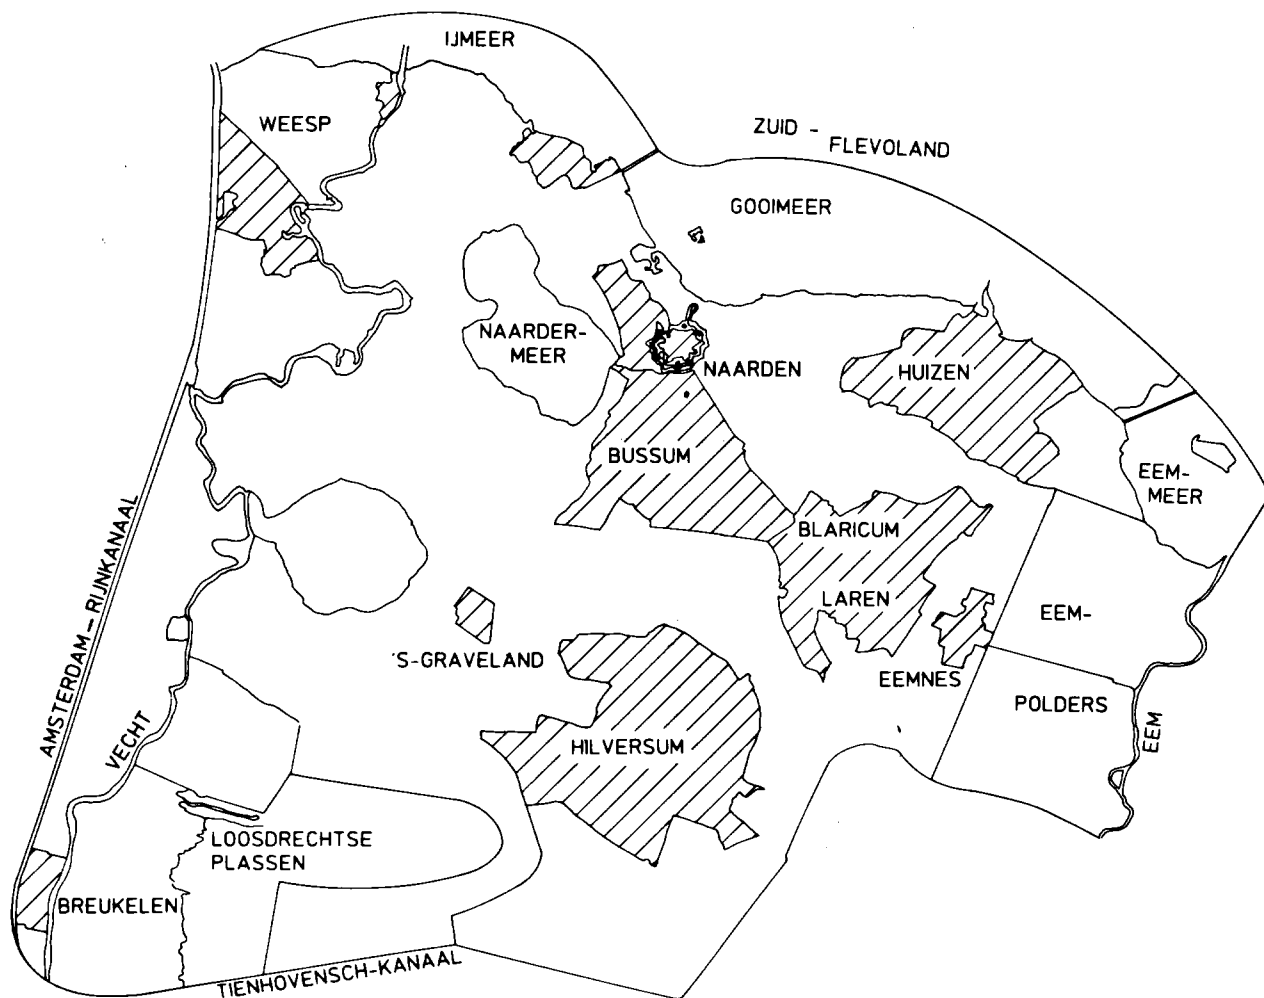 IJMEER
WEESP
ZUID -
FLEVOLAND
GOOIMEER
NAARDER-
MEER
NAARDEN
HUIZEN
BUSSUM
EEM-
MEER
BLARICUM
LAREN
EEM-
'S-GRAVELAND
EEMNES
POLDERS
AMSTERDAM – RIJNKANAAL
VECHT
HILVERSUM
EEM
LOOSDRECHTSE
PLASSEN
BREUKELEN
TIENHOVENSCH-KANAAL